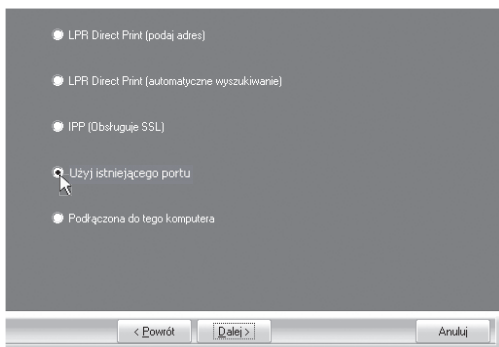 LPR Direct Print (podaj adres)
LPR Direct Print (automatyczne wyszukiwanie)
IPP (Obsługuje SSL)
Użyj istniejącego portu
Podłączona do tego komputera
< Powrót Dalej > Anuluj